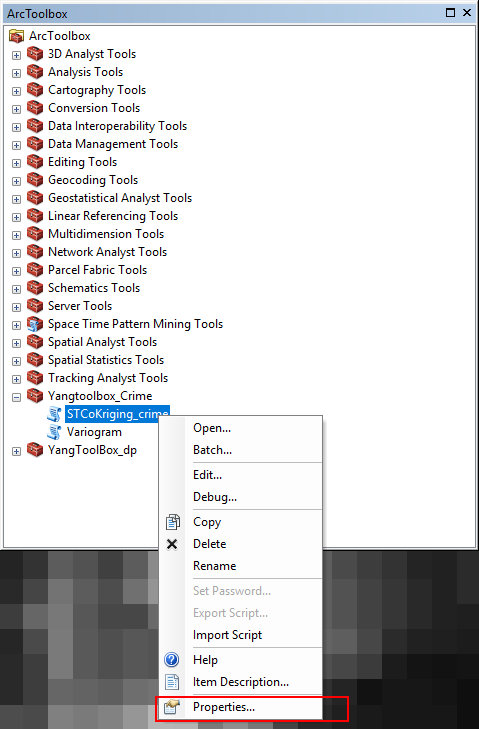 ArcToolbox
ArcToolbox
3D Analyst Tools
Analysis Tools
Cartography Tools
Conversion Tools
Data Interoperability Tools
Data Management Tools
Editing Tools
Geocoding Tools
Geostatistical Analyst Tools
Linear Referencing Tools
Multidimension Tools
Network Analyst Tools
Parcel Fabric Tools
Schematics Tools
Server Tools
Space Time Pattern Mining Tools
Spatial Analyst Tools
Spatial Statistics Tools
Tracking Analyst Tools
Yangtoolbox_Crime
STCoKriging_crime
Variogram
YangToolBox_dp
Open...
Batch...
Edit...
Debug...
Copy
Delete
Rename
Set Password...
Export Script...
Import Script
Help
Item Description...
Properties...